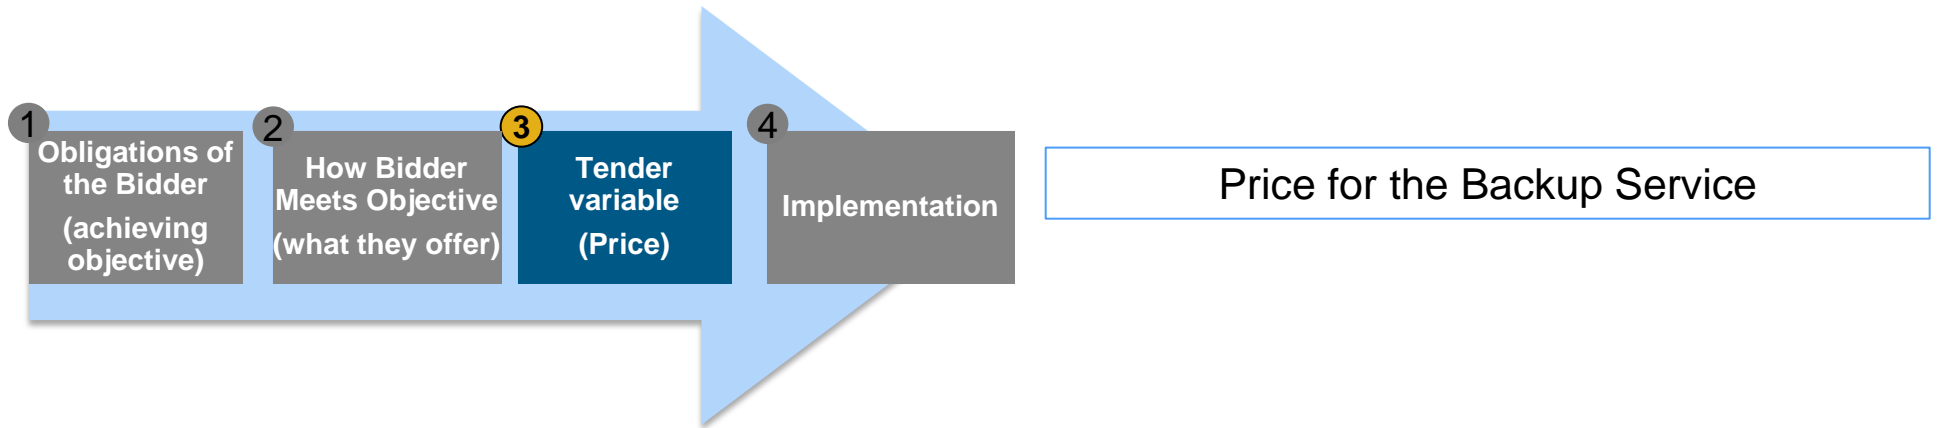 1
Obligations of
the Bidder
(achieving
objective)
2
How Bidder
Meets Objective
(what they offer)
3
Tender
variable
(Price)
4
Implementation
Price for the Backup Service